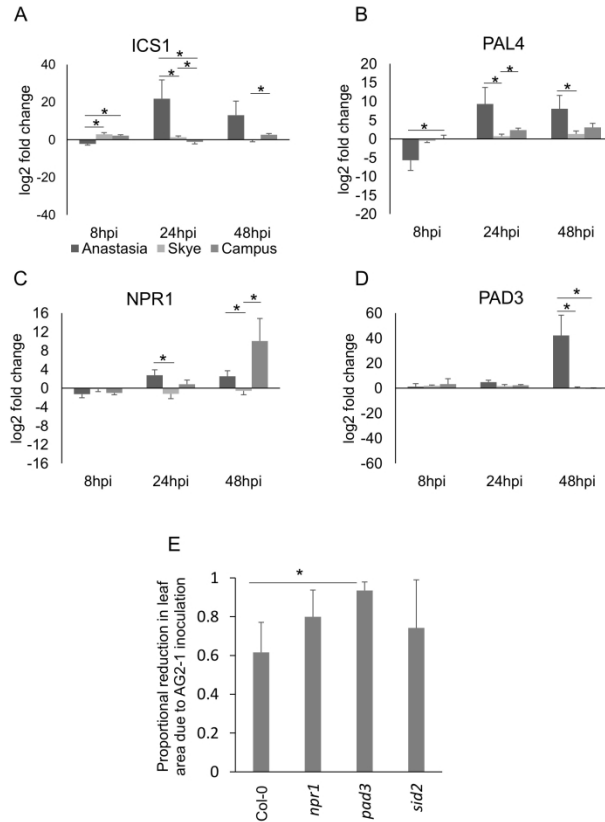 A
ICS1
log2 fold change
40
20
0
-20
-40
* * * * * *
8hpi 24hpi 48hpi
Anastasia Skye Campus
B
PAL4
log2 fold change
20
15
10
5
0
-5
-10
-15
-20
* * * *
8hpi 24hpi 48hpi
C
NPR1
log2 fold change
16
12
8
4
0
-4
-8
-12
-16
* * *
8hpi 24hpi 48hpi
D
PAD3
log2 fold change
60
40
20
0
-20
-40
-60
* *
8hpi 24hpi 48hpi
E
Proportional reduction in leaf
area due to AG2-1 inoculation
1
0.8
0.6
0.4
0.2
0
*
Col-0 npr1 pad3 sid2